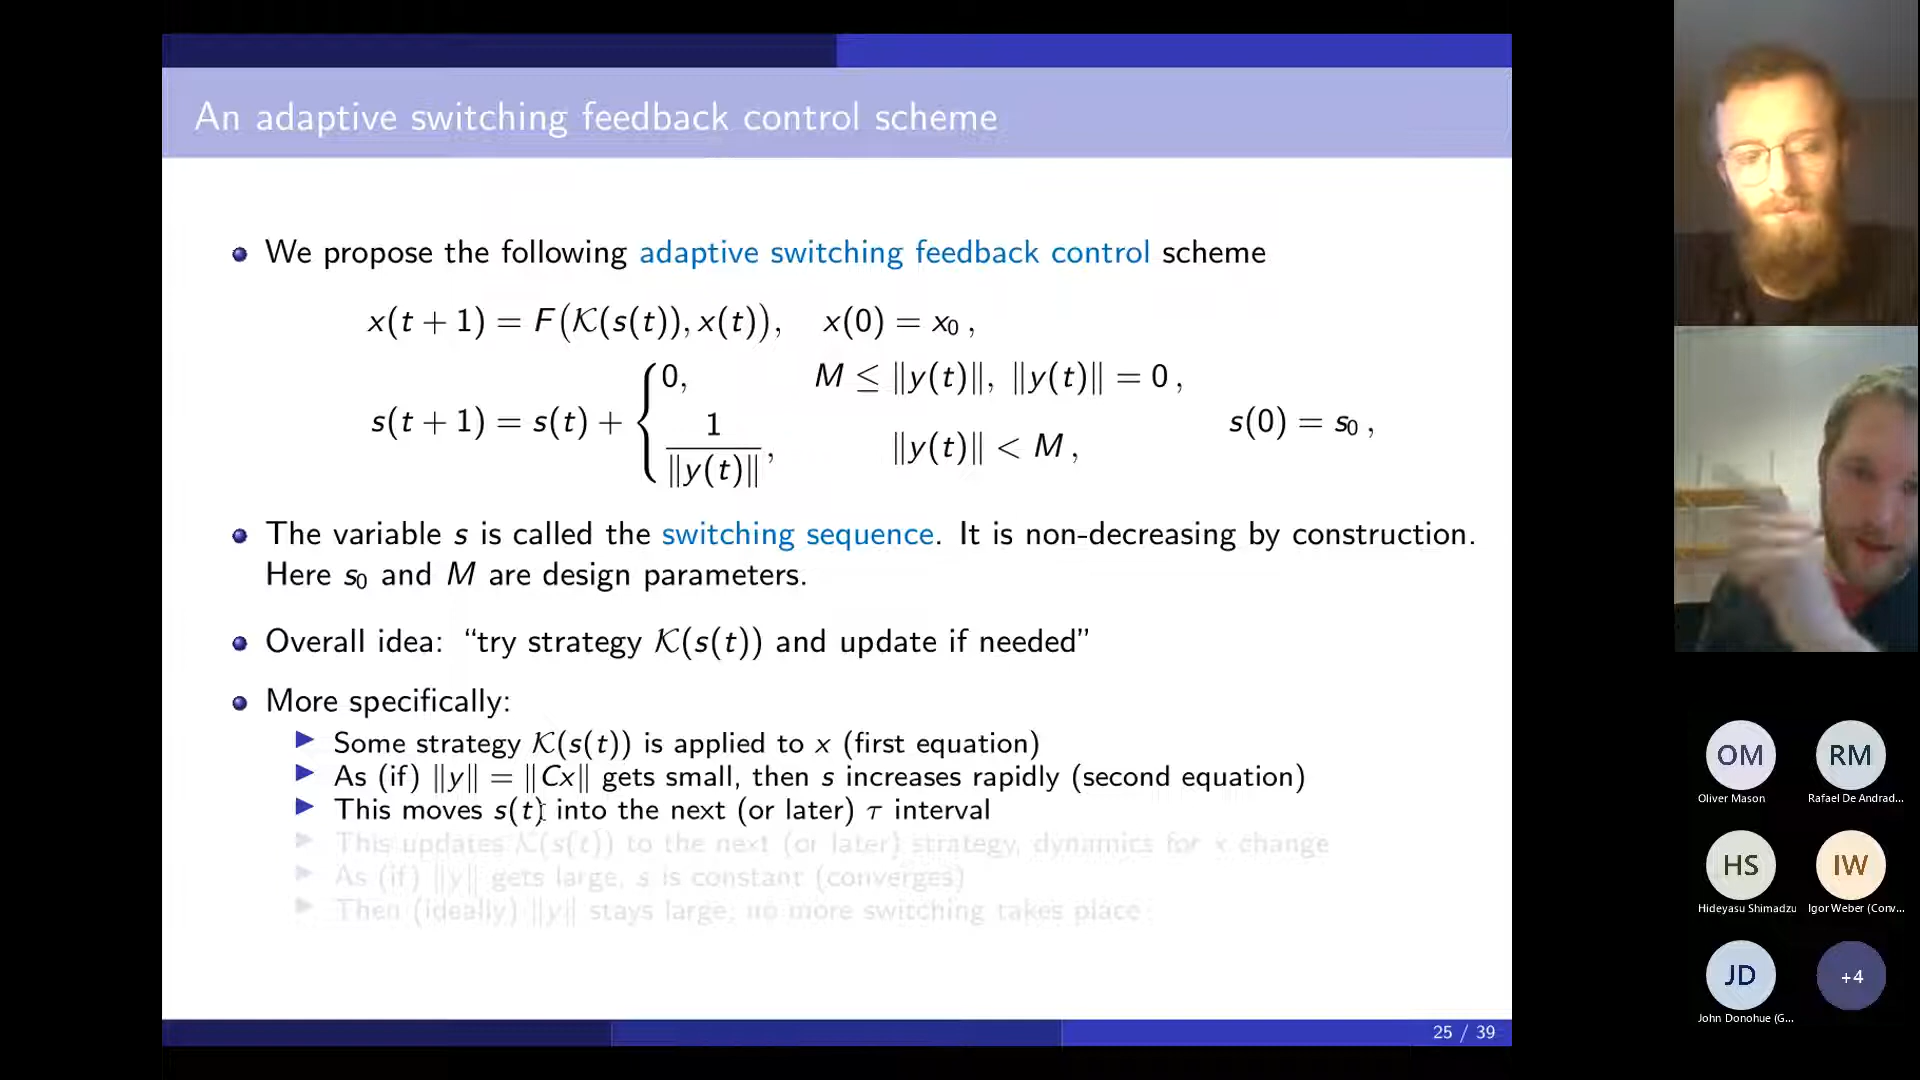 An adaptive switching feedback control scheme
We propose the following adaptive switching feedback control scheme
x(t + 1) = F(𝒦(s(t)), x(t)),   x(0) = x₀ ,
s(t + 1) = s(t) + { 0,   M ≤ ‖y(t)‖, ‖y(t)‖ = 0 ,
1/‖y(t)‖,   ‖y(t)‖ < M ,   s(0) = s₀ ,
The variable s is called the switching sequence. It is non-decreasing by construction.
Here s₀ and M are design parameters.
Overall idea: “try strategy 𝒦(s(t)) and update if needed”
More specifically:
Some strategy 𝒦(s(t)) is applied to x (first equation)
As (if) ‖y‖ = ‖Cx‖ gets small, then s increases rapidly (second equation)
This moves s(t) into the next (or later) τ interval
This updates 𝒦(s(t)) to the next (or later) strategy, dynamics for x change
As (if) ‖y‖ gets large, s is constant (converges)
Then (ideally) ‖y‖ stays large; no more switching takes place
25 / 39
OM RM
Oliver Mason Rafael De Andrad...
HS IW
Hideyasu Shimadzu Igor Weber (Conv...
JD +4
John Donohue (G...